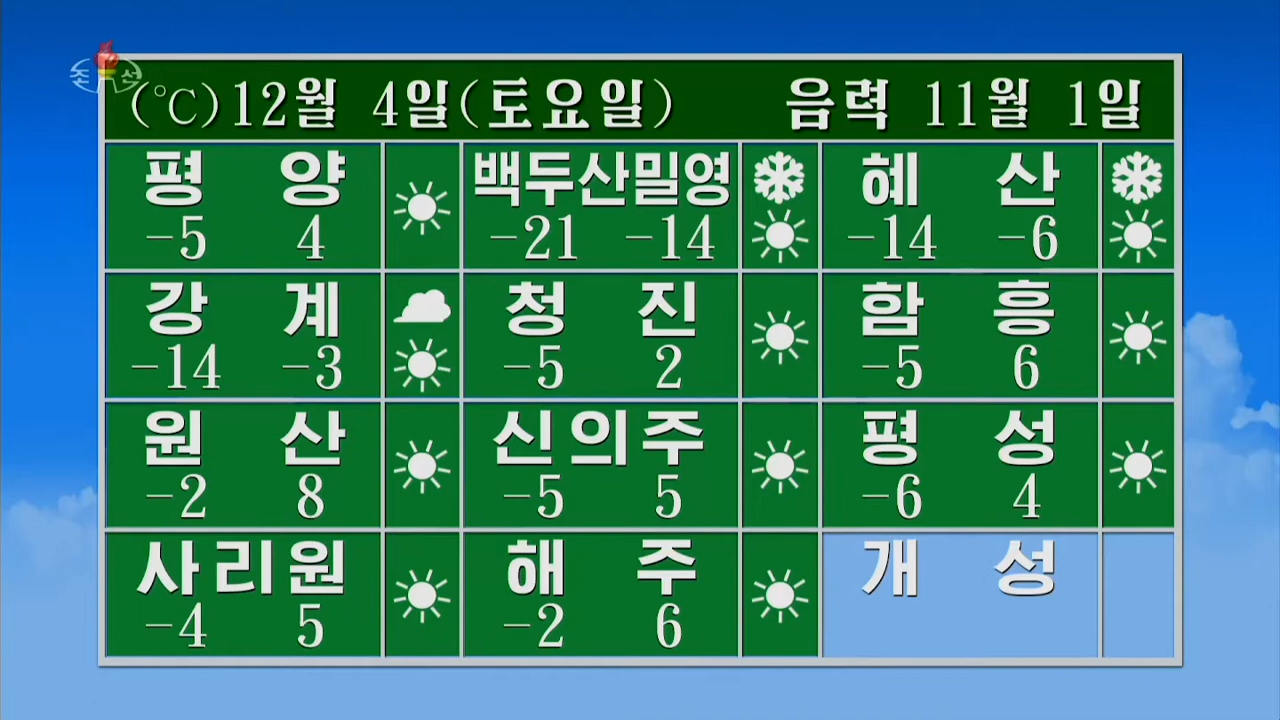 조선
(℃)12월 4일(토요일) 음력 11월 1일
평양 백두산밀영 혜산
-5 4 -21 -14 -14 -6
강계 청진 함흥
-14 -3 -5 2 -5 6
원산 신의주 평성
-2 8 -5 5 -6 4
사리원 해주 개성
-4 5 -2 6